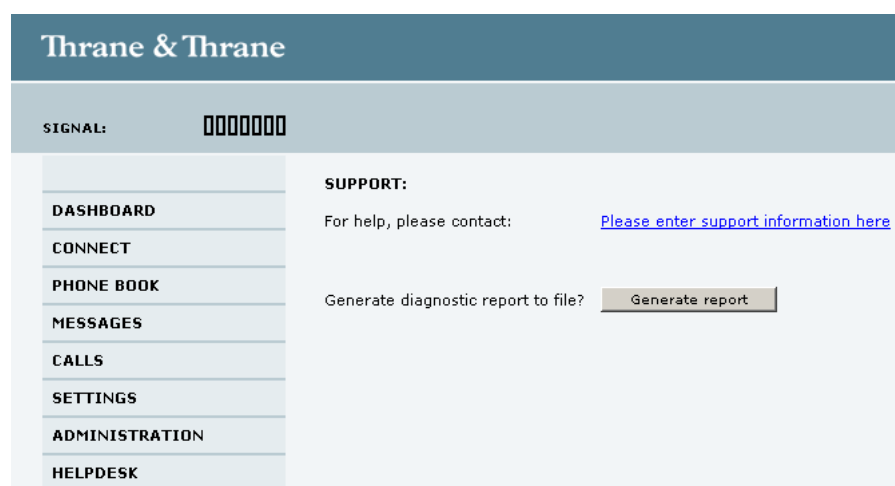 Thrane & Thrane
SIGNAL:
SUPPORT:
DASHBOARD
For help, please contact: Please enter support information here
CONNECT
PHONE BOOK
Generate diagnostic report to file? Generate report
MESSAGES
CALLS
SETTINGS
ADMINISTRATION
HELPDESK